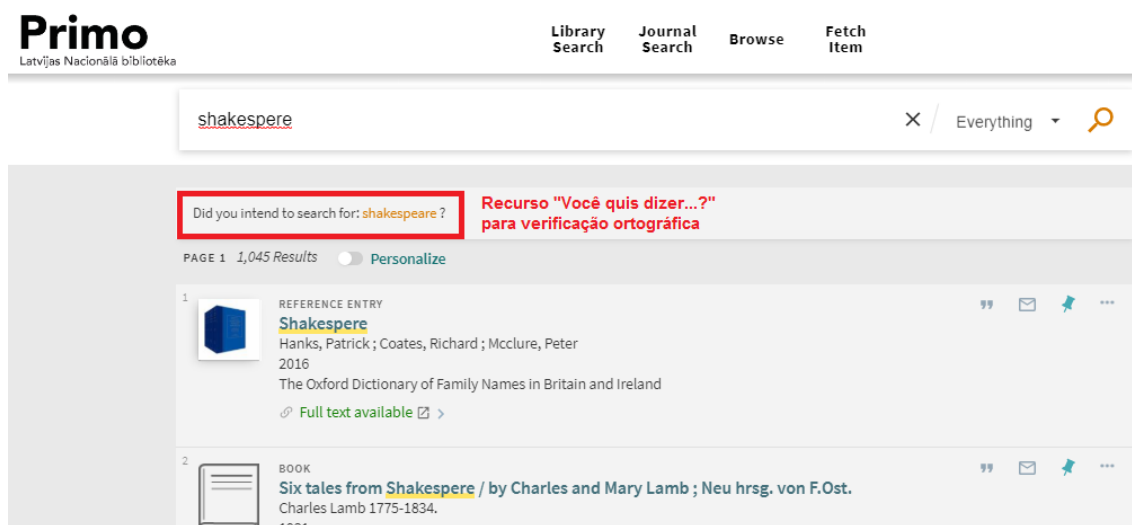 Primo
Latvijas Nacionālā bibliotēka
Library Search
Journal Search
Browse
Fetch Item
shakespere
Everything
Did you intend to search for: shakespeare ?
Recurso "Você quis dizer...?"
para verificação ortográfica
PAGE 1 1,045 Results Personalize
1
REFERENCE ENTRY
Shakespere
Hanks, Patrick ; Coates, Richard ; Mcclure, Peter
2016
The Oxford Dictionary of Family Names in Britain and Ireland
Full text available
2
BOOK
Six tales from Shakespere / by Charles and Mary Lamb ; Neu hrsg. von F.Ost.
Charles Lamb 1775-1834.